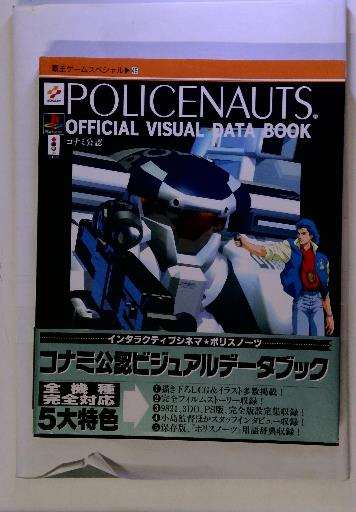 覇王ゲームスペシャル▶45
KONAMI
POLICENAUTS®
PlayStation
OFFICIAL VISUAL DATA BOOK
コナミ公認
インタラクティブシネマ★ポリスノーツ
コナミ公認ビジュアルデータブック
全機種
完全対応
5大特色
❶描き下ろしCG&イラスト多数掲載!
❷完全フィルムストーリー収録!
❸9821、3DO、PS版、完全版設定集収録!
❹小島監督ほかスタッフインタビュー収録!
❺保存版、『ポリスノーツ』用語辞典収録!